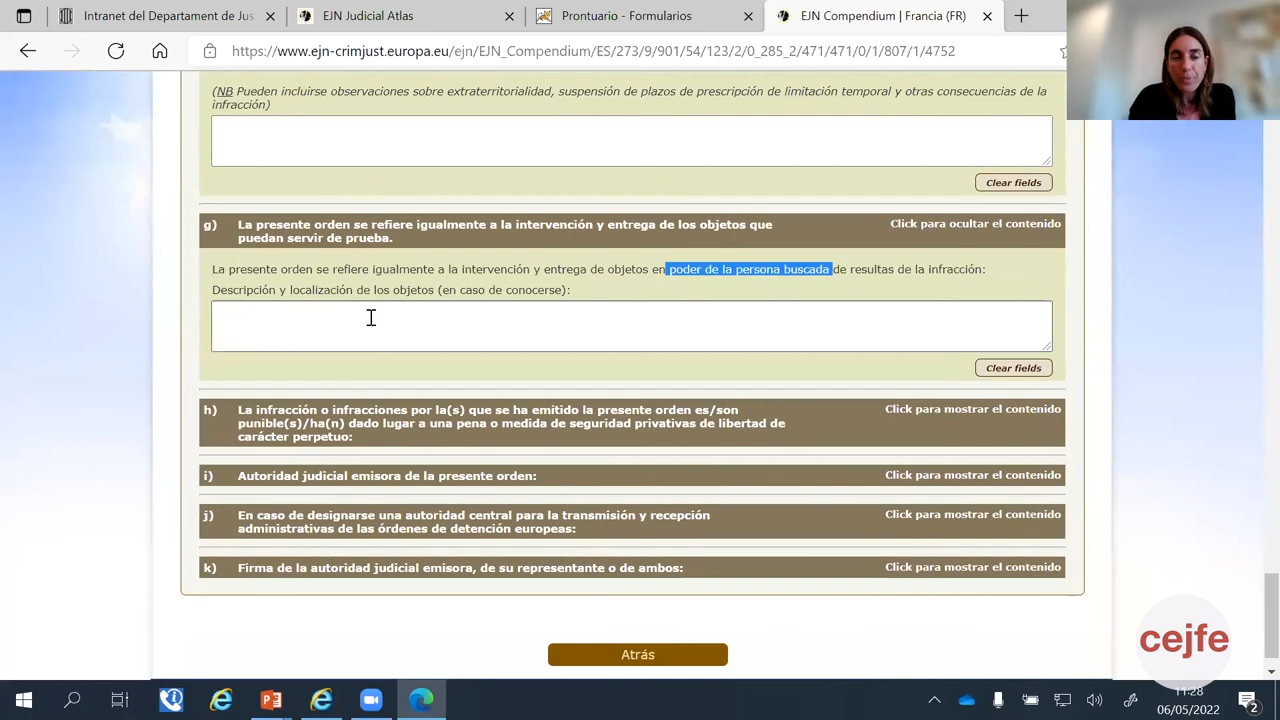 Intranet del Departament de Jus
EJN Judicial Atlas
Prontuario - Formularios
EJN Compendium | Francia (FR)
https://www.ejn-crimjust.europa.eu/ejn/EJN_Compendium/ES/273/9/901/54/123/2/0_285_2/471/471/0/1/807/1/4752
(NB Pueden incluirse observaciones sobre extraterritorialidad, suspensión de plazos de prescripción de limitación temporal y otras consecuencias de la
infracción)
Clear fields
g) La presente orden se refiere igualmente a la intervención y entrega de los objetos que
puedan servir de prueba.
Click para ocultar el contenido
La presente orden se refiere igualmente a la intervención y entrega de objetos en poder de la persona buscada de resultas de la infracción:
Descripción y localización de los objetos (en caso de conocerse):
Clear fields
h) La infracción o infracciones por la(s) que se ha emitido la presente orden es/son
punible(s)/ha(n) dado lugar a una pena o medida de seguridad privativas de libertad de
carácter perpetuo:
Click para mostrar el contenido
i) Autoridad judicial emisora de la presente orden:
Click para mostrar el contenido
j) En caso de designarse una autoridad central para la transmisión y recepción
administrativas de las órdenes de detención europeas:
Click para mostrar el contenido
k) Firma de la autoridad judicial emisora, de su representante o de ambos:
Click para mostrar el contenido
Atrás
cejfe
11:28
06/05/2022
2